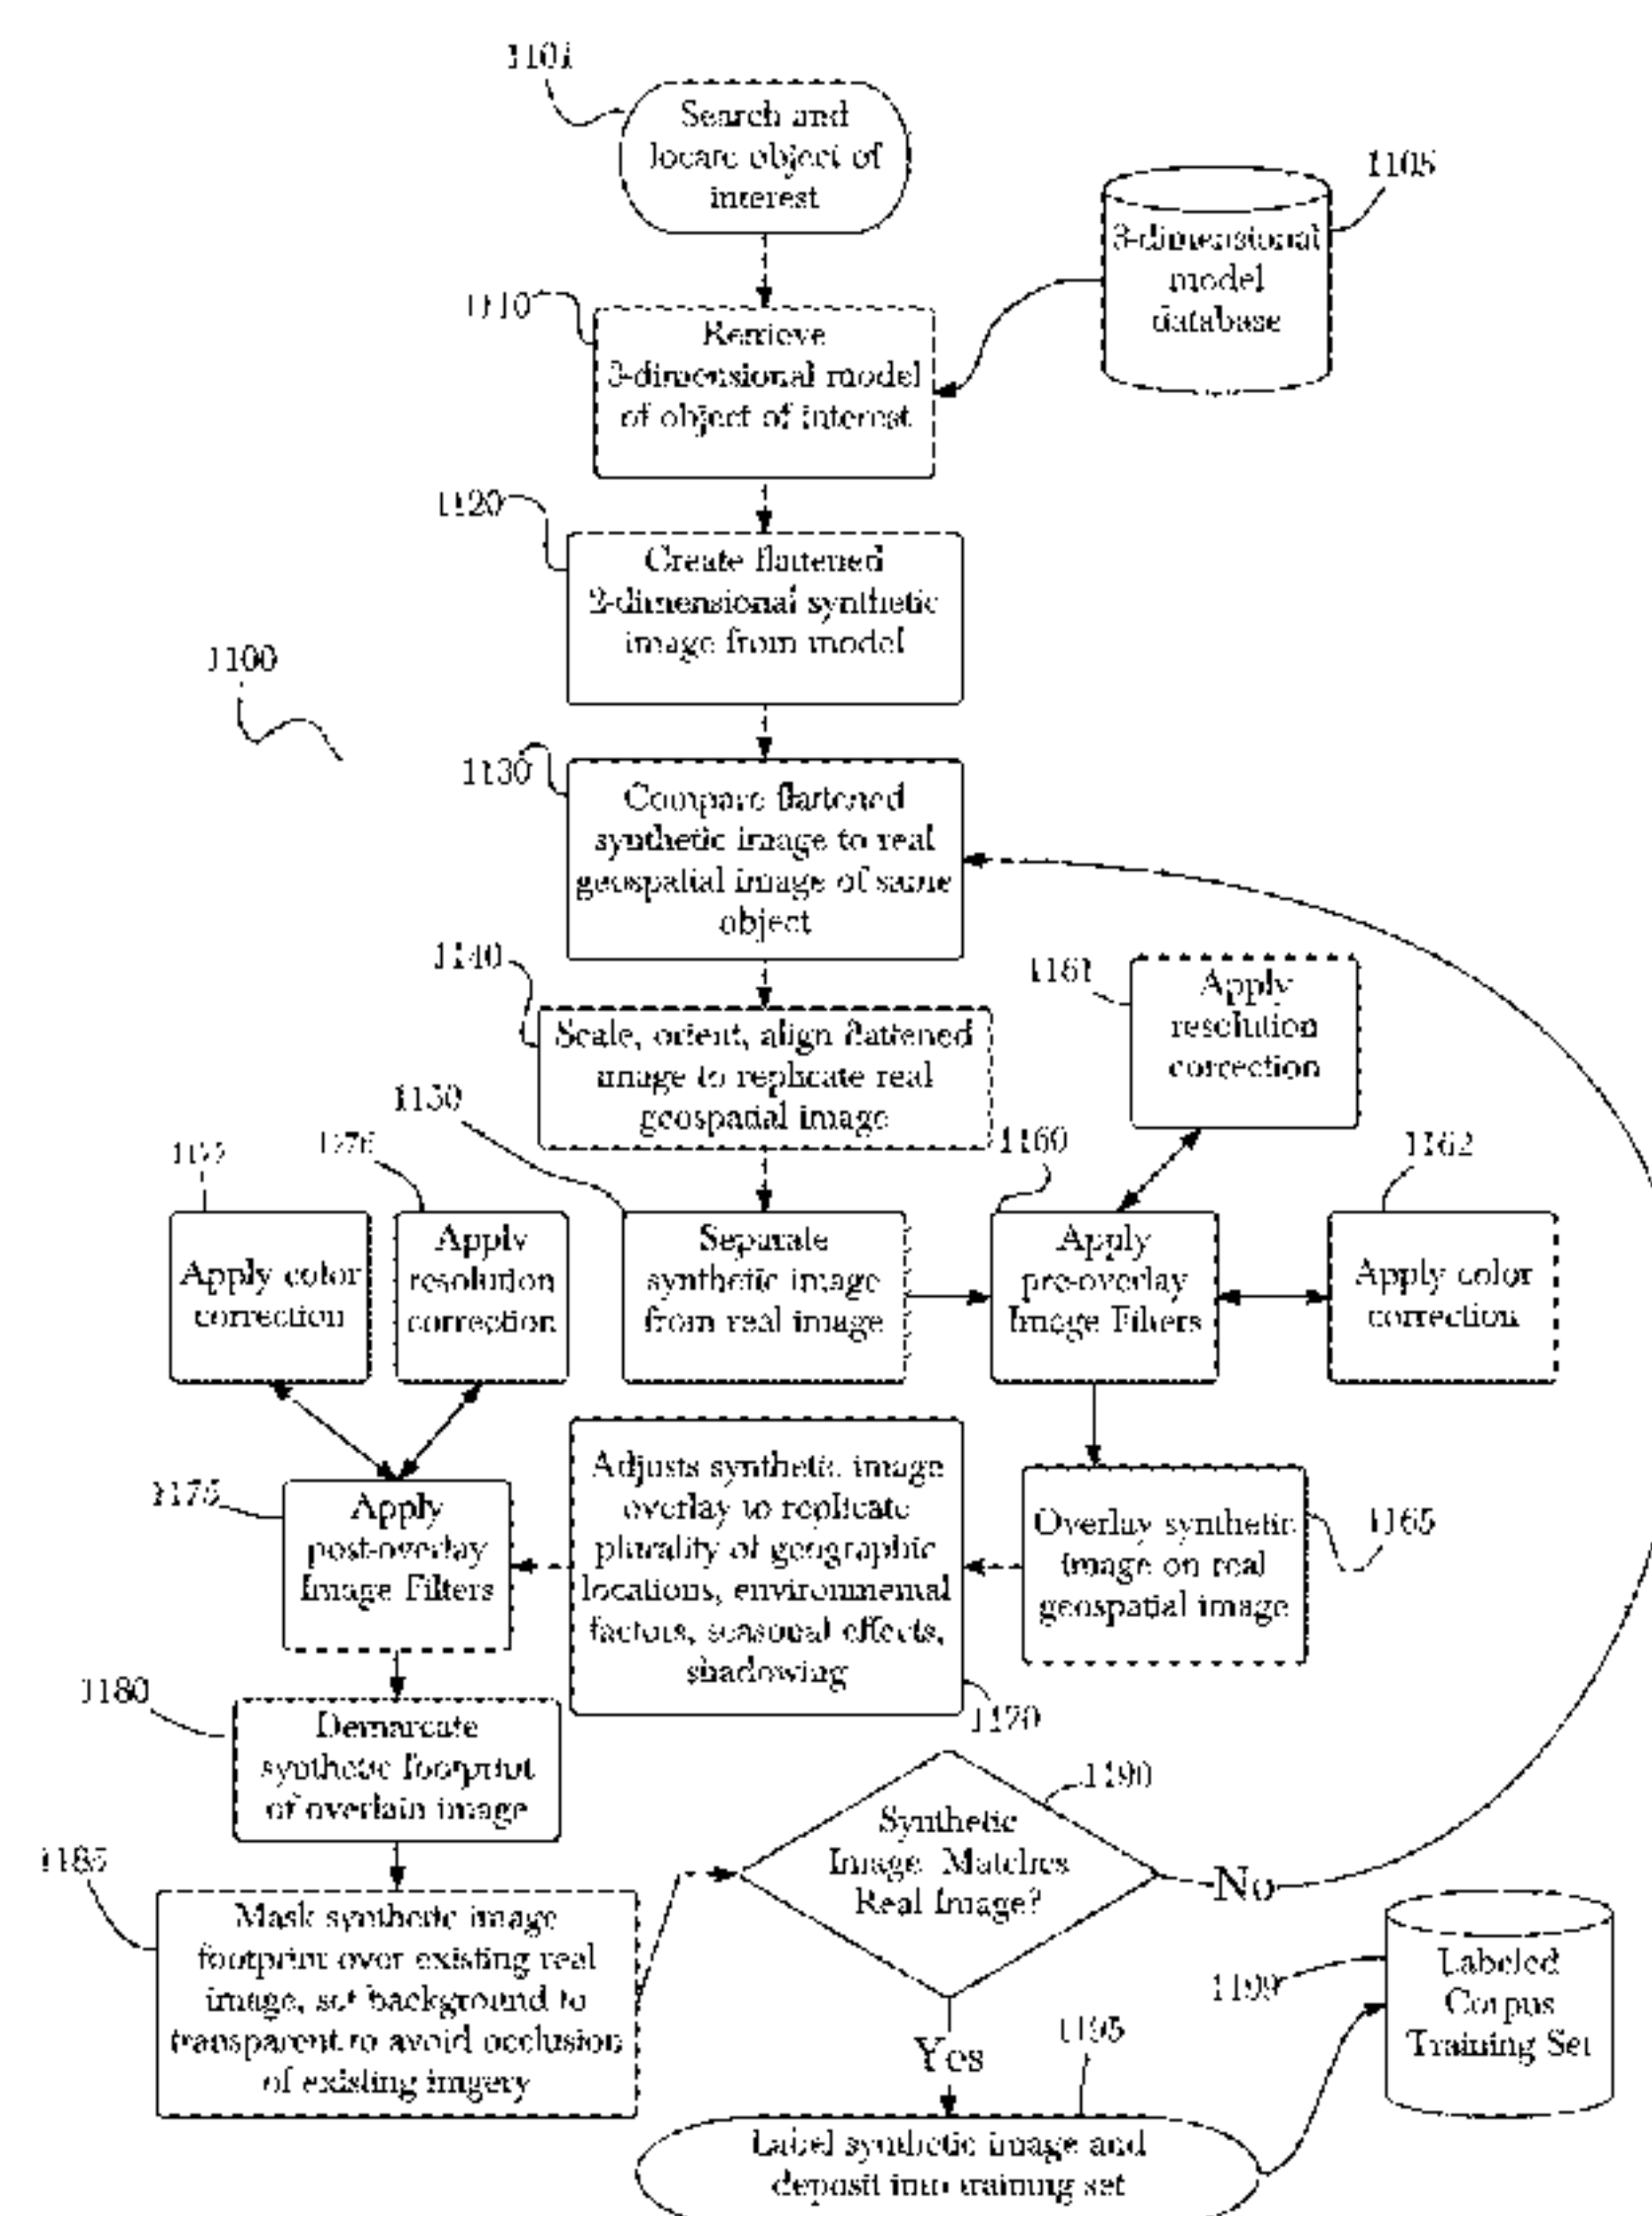 1101
Search and
locate object of
interest
1105
3-dimensional
model
database
1110
Retrieve
3-dimensional model
of object of interest
1120
Create flattened
2-dimensional synthetic
image from model
1100
1130
Compare flattened
synthetic image to real
geospatial image of same
object
1140
Scale, orient, align flattened
image to replicate real
geospatial image
1161
Apply
resolution
correction
1150
1160
1162
1177
1176
Apply color
correction
Apply
resolution
correction
Separate
synthetic image
from real image
Apply
pre-overlay
Image Filters
Apply color
correction
1175
Apply
post-overlay
Image Filters
Adjusts synthetic image
overlay to replicate
plurality of geographic
locations, environmental
factors, seasonal effects,
shadowing
1170
Overlay synthetic
image on real
geospatial image
1165
1180
Demarcate
synthetic footprint
of overlain image
1185
Mask synthetic image
footprint over existing real
image, set background to
transparent to avoid occlusion
of existing imgery
1190
Synthetic
Image Matches
Real Image?
No
Yes
1195
Label synthetic image and
deposit into training set
1199
Labeled
Corpus
Training Set